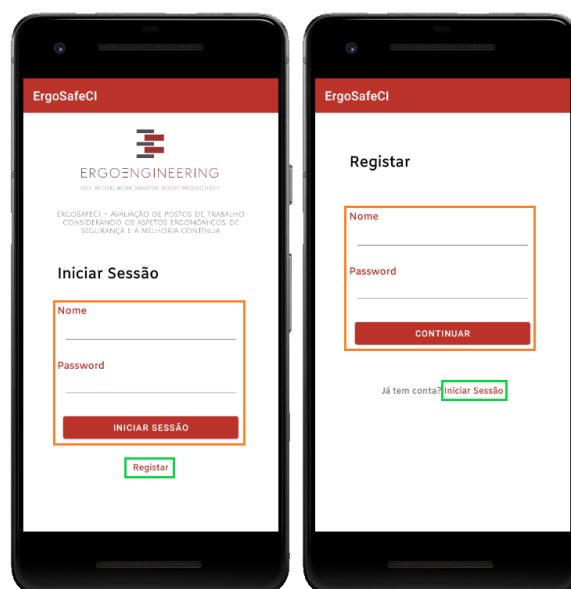 ErgoSafeCI
ERGOENGINEERING
FEEL BETTER, WORK SMARTER, BOOST PRODUCTIVITY
ERGOSAFECI – AVALIAÇÃO DE POSTOS DE TRABALHO
CONSIDERANDO OS ASPETOS ERGONÓMICOS, DE
SEGURANÇA E A MELHORIA CONTÍNUA
Iniciar Sessão
Nome
Password
INICIAR SESSÃO
Registar
ErgoSafeCI
Registar
Nome
Password
CONTINUAR
Já tem conta? Iniciar Sessão